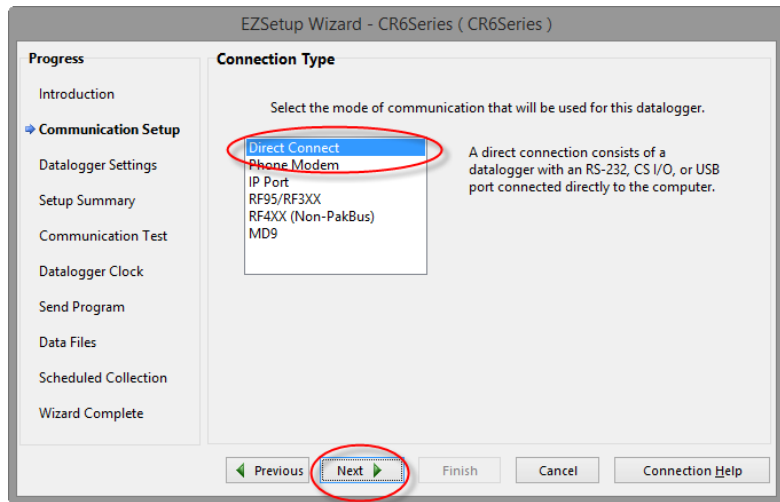 EZSetup Wizard - CR6Series ( CR6Series )
Progress
Introduction
Communication Setup
Datalogger Settings
Setup Summary
Communication Test
Datalogger Clock
Send Program
Data Files
Scheduled Collection
Wizard Complete
Connection Type
Select the mode of communication that will be used for this datalogger.
Direct Connect
Phone Modem
IP Port
RF95/RF3XX
RF4XX (Non-PakBus)
MD9
A direct connection consists of a
datalogger with an RS-232, CS I/O, or USB
port connected directly to the computer.
Previous
Next
Finish
Cancel
Connection Help